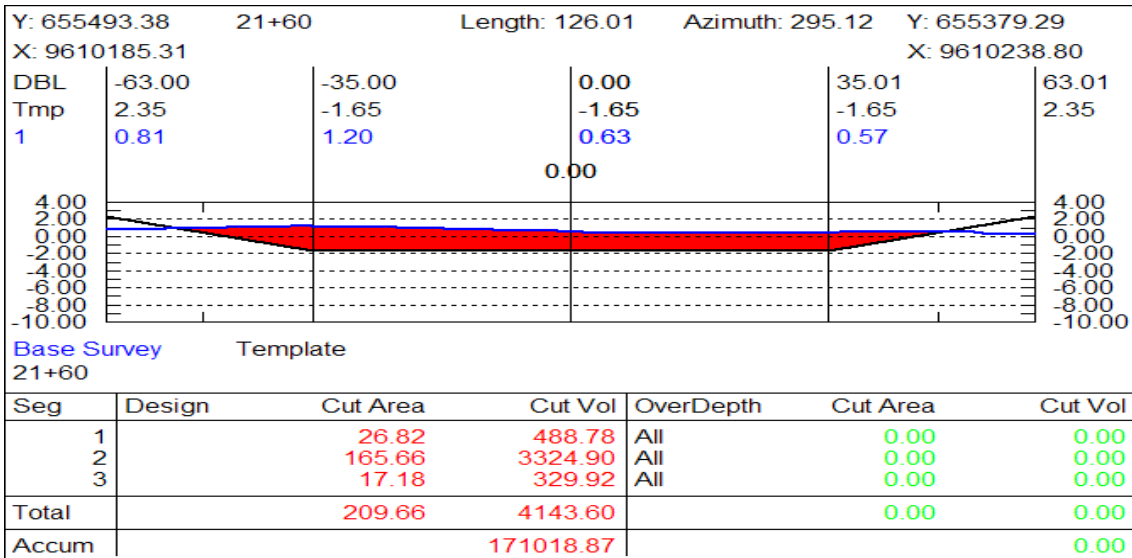 Y: 655493.38 21+60 Length: 126.01 Azimuth: 295.12 Y: 655379.29
X: 9610185.31 X: 9610238.80
DBL -63.00 -35.00 0.00 35.01 63.01
Tmp 2.35 -1.65 -1.65 -1.65 2.35
1 0.81 1.20 0.63 0.57
0.00
4.00 4.00
2.00 2.00
0.00 0.00
-2.00 -2.00
-4.00 -4.00
-6.00 -6.00
-8.00 -8.00
-10.00 -10.00
Base Survey Template
21+60
Seg Design Cut Area Cut Vol OverDepth Cut Area Cut Vol
1 26.82 488.78 All 0.00 0.00
2 165.66 3324.90 All 0.00 0.00
3 17.18 329.92 All 0.00 0.00
Total 209.66 4143.60 0.00 0.00
Accum 171018.87 0.00